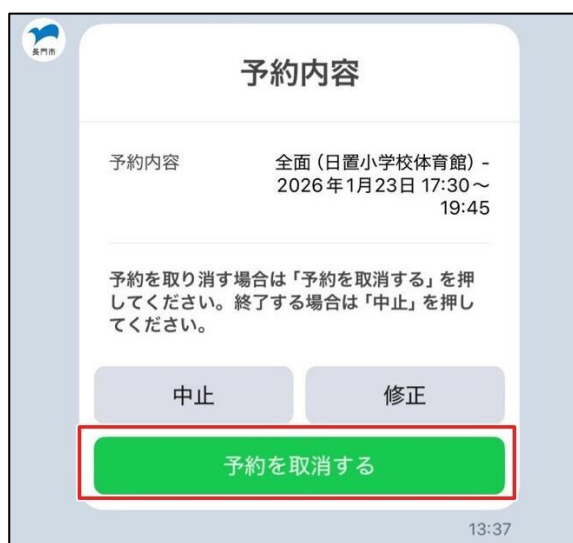 長門市
予約内容
予約内容
全面（日置小学校体育館）-
2026年1月23日 17:30～
19:45
予約を取り消す場合は「予約を取消する」を押
してください。終了する場合は「中止」を押し
てください。
中止
修正
予約を取消する
13:37